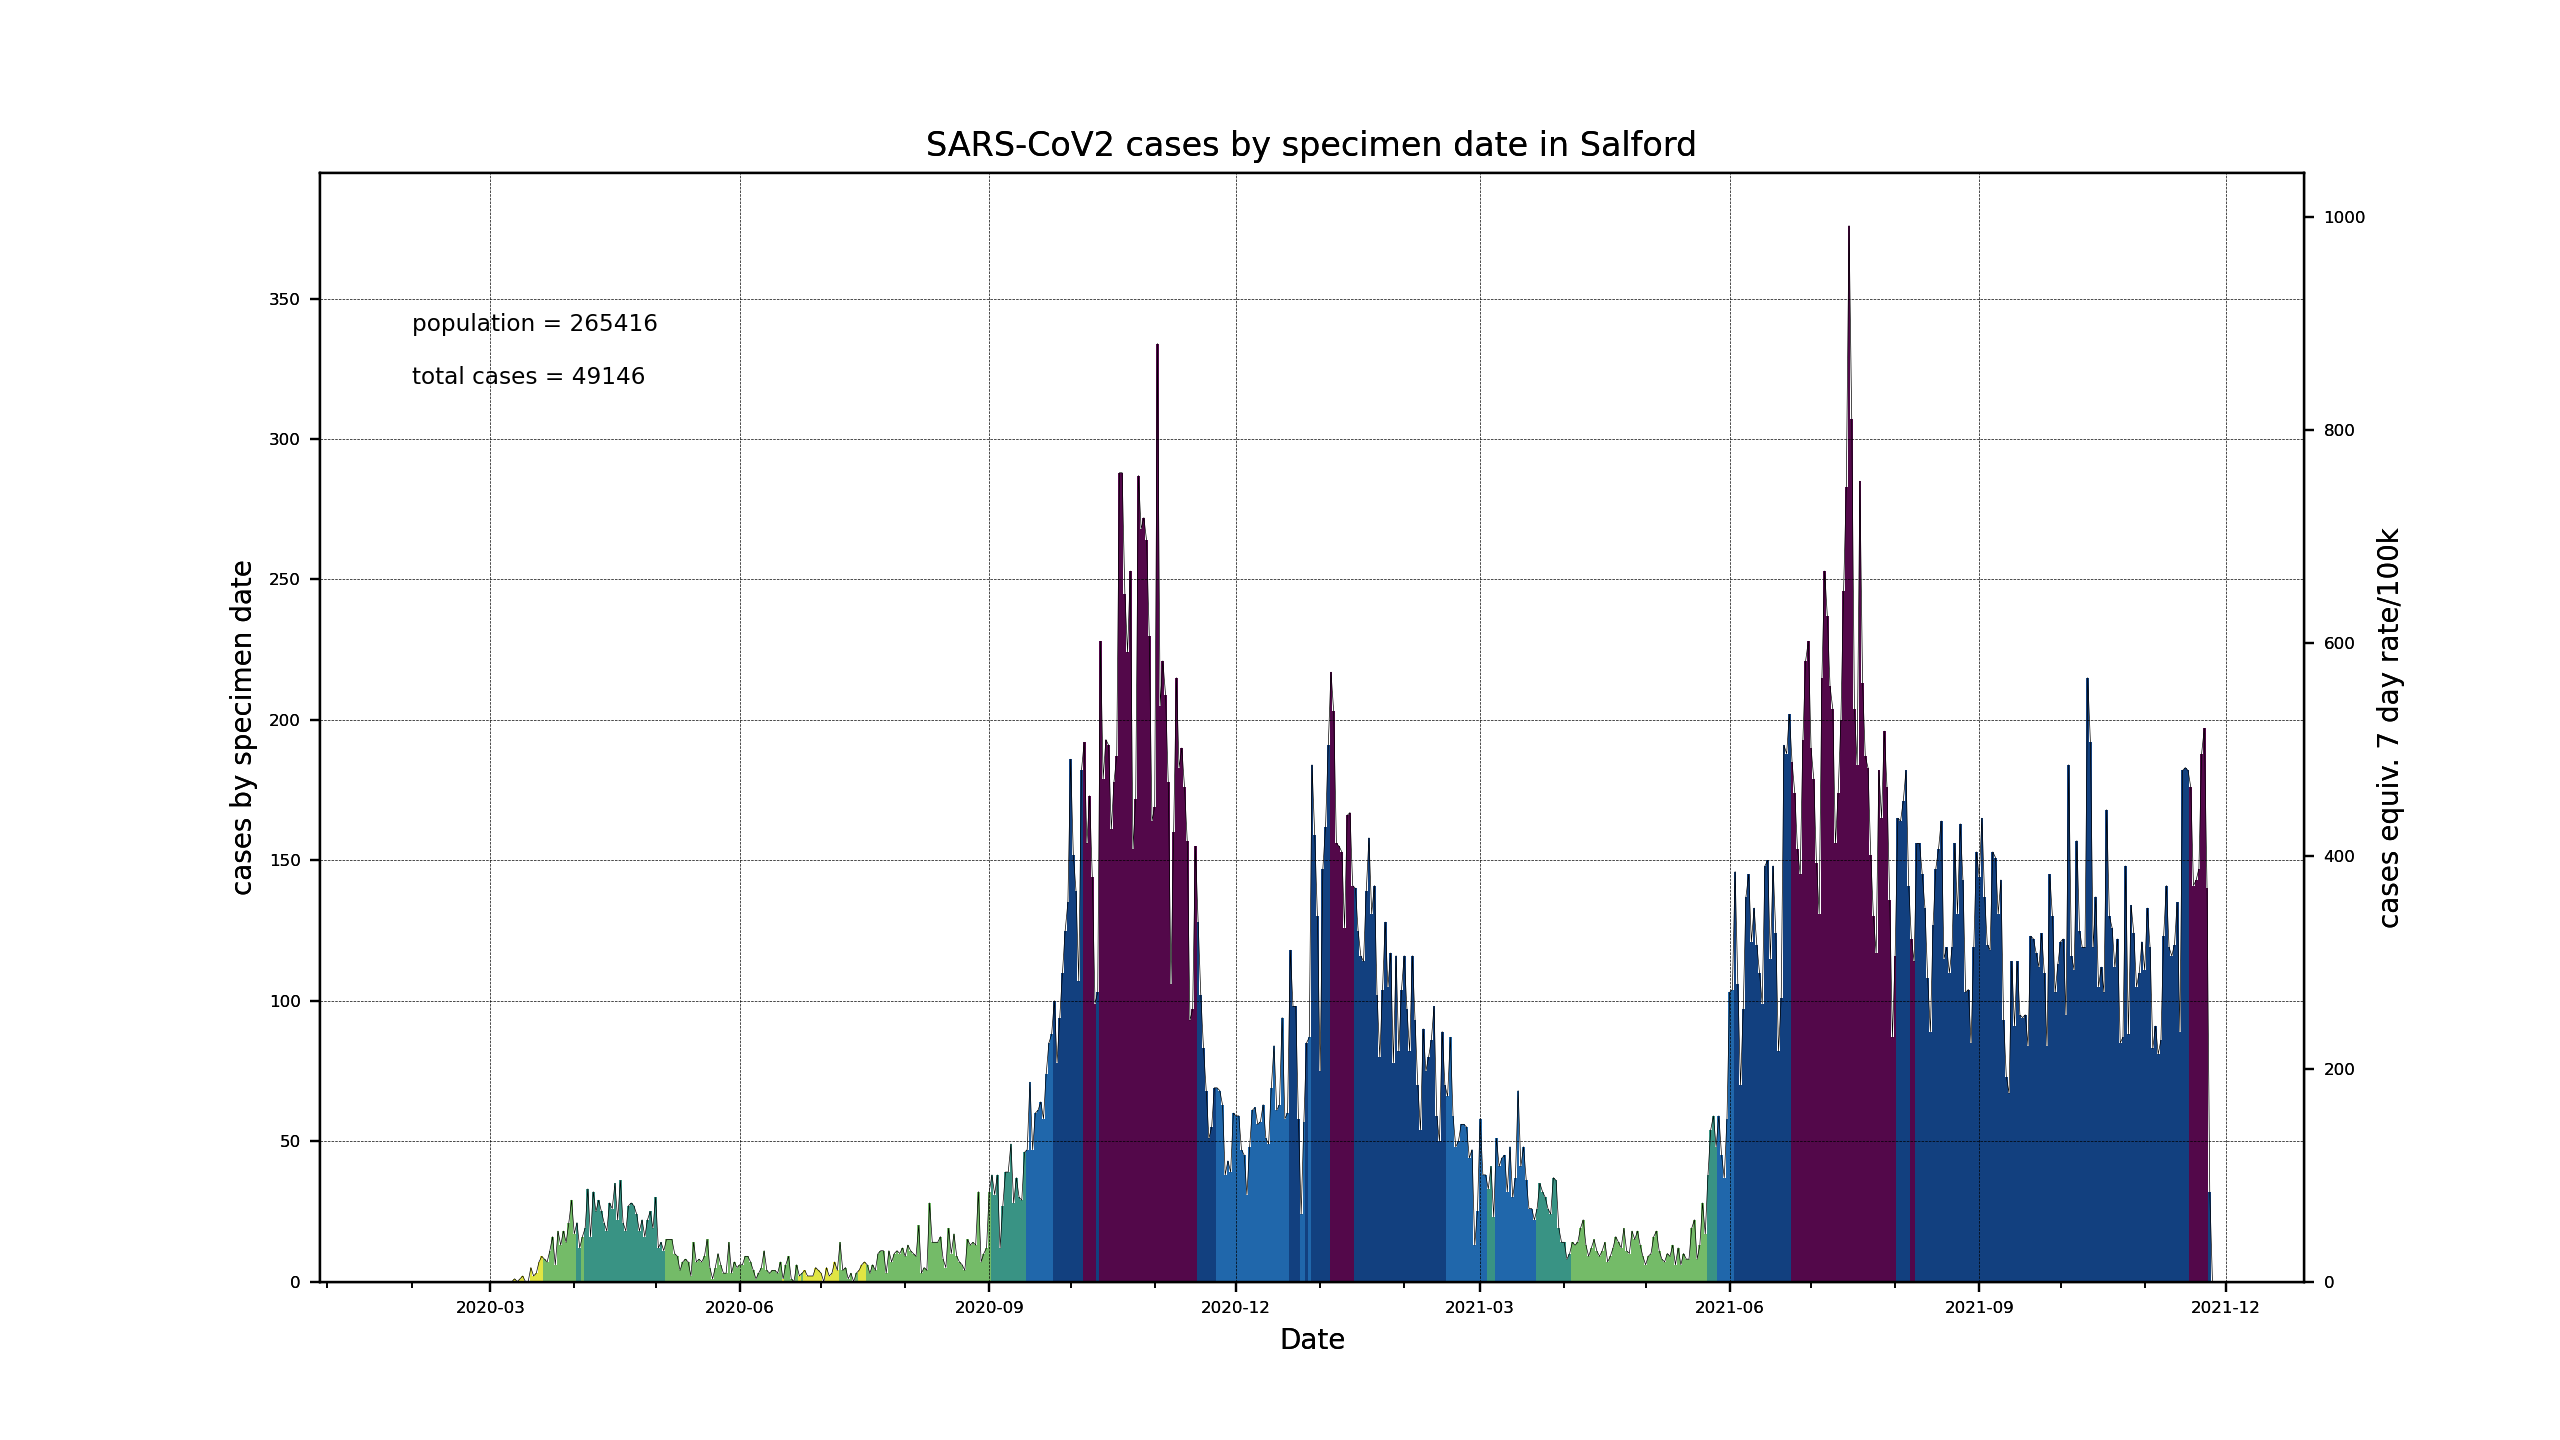 SARS-CoV2 cases by specimen date in Salford
population = 265416
total cases = 49146
cases by specimen date
350
300
250
200
150
100
50
0
1000
800
600
400
200
0
cases equiv. 7 day rate/100k
2020-03 2020-06 2020-09 2020-12 2021-03 2021-06 2021-09 2021-12
Date